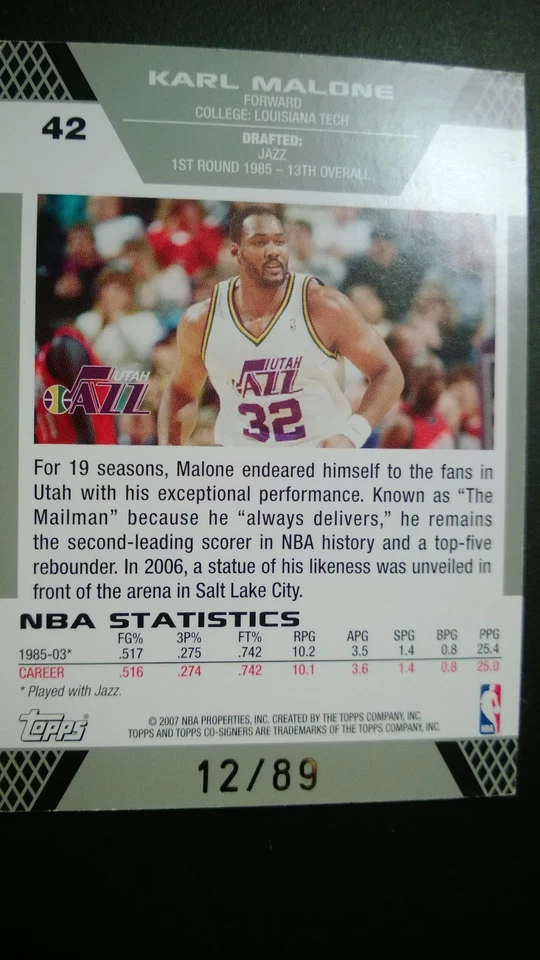 KARL MALONE
FORWARD
COLLEGE: LOUISIANA TECH
42
DRAFTED:
JAZZ
1ST ROUND 1985 – 13TH OVERALL
UTAH
JAZZ
UTAH
JAZZ
32
For 19 seasons, Malone endeared himself to the fans in
Utah with his exceptional performance. Known as “The
Mailman” because he “always delivers,” he remains
the second-leading scorer in NBA history and a top-five
rebounder. In 2006, a statue of his likeness was unveiled in
front of the arena in Salt Lake City.
NBA STATISTICS
FG% 3P% FT% RPG APG SPG BPG PPG
1985-03* .517 .275 .742 10.2 3.5 1.4 0.8 25.4
CAREER .516 .274 .742 10.1 3.6 1.4 0.8 25.0
* Played with Jazz.
Topps
© 2007 NBA PROPERTIES, INC. CREATED BY THE TOPPS COMPANY, INC.
TOPPS AND TOPPS CO-SIGNERS ARE TRADEMARKS OF THE TOPPS COMPANY, INC.
NBA
12/89